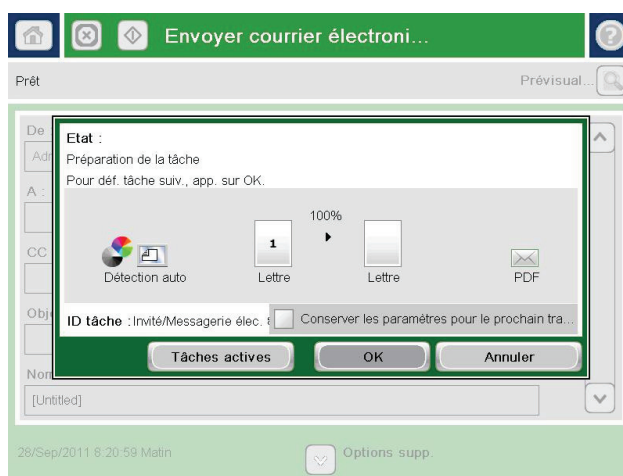 Envoyer courrier électroni...
Prêt
Prévisual...
De
Adr
A :
CC
Obje
Nom
[Untitled]
Etat :
Préparation de la tâche
Pour déf. tâche suiv., app. sur OK.
100%
1
Détection auto
Lettre
Lettre
PDF
ID tâche : Invité/Messagerie élec.
Conserver les paramètres pour le prochain tra...
Tâches actives
OK
Annuler
28/Sep/2011 8:20:59 Matin
Options supp.